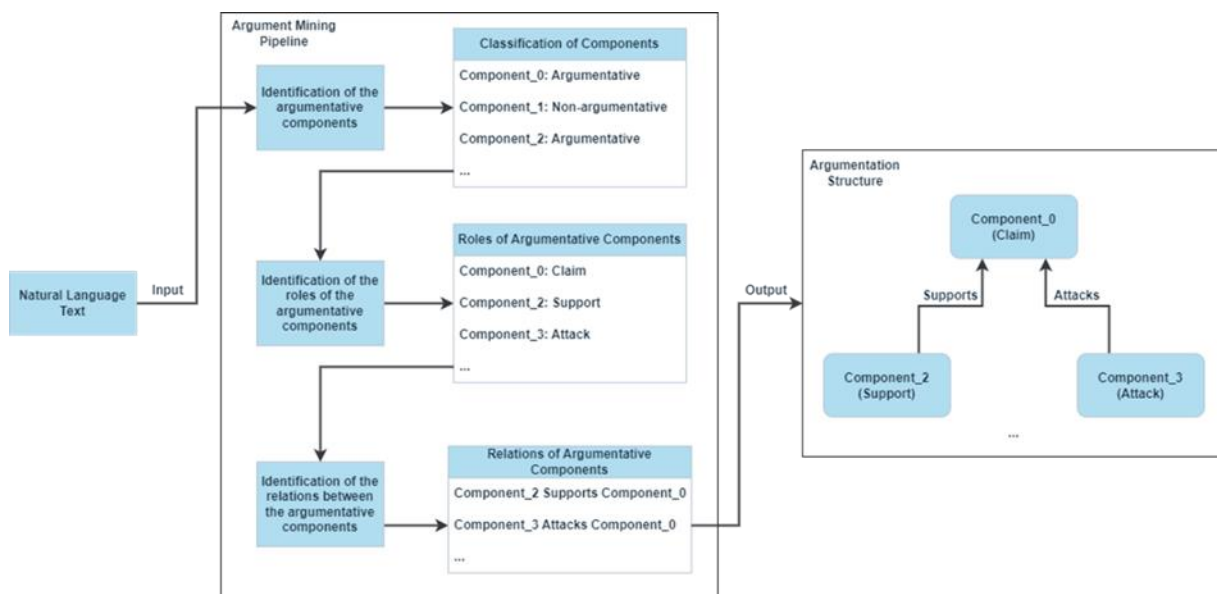 Argument Mining
Pipeline
Classification of Components
Component_0: Argumentative
Component_1: Non-argumentative
Component_2: Argumentative
...
Identification of the
argumentative
components
Roles of Argumentative Components
Component_0: Claim
Component_2: Support
Component_3: Attack
...
Identification of the
roles of the
argumentative
components
Natural Language
Text
Input
Relations of Argumentative
Components
Component_2 Supports Component_0
Component_3 Attacks Component_0
...
Identification of the
relations between
the argumentative
components
Output
Argumentation
Structure
Component_0
(Claim)
Supports
Attacks
Component_2
(Support)
Component_3
(Attack)
...